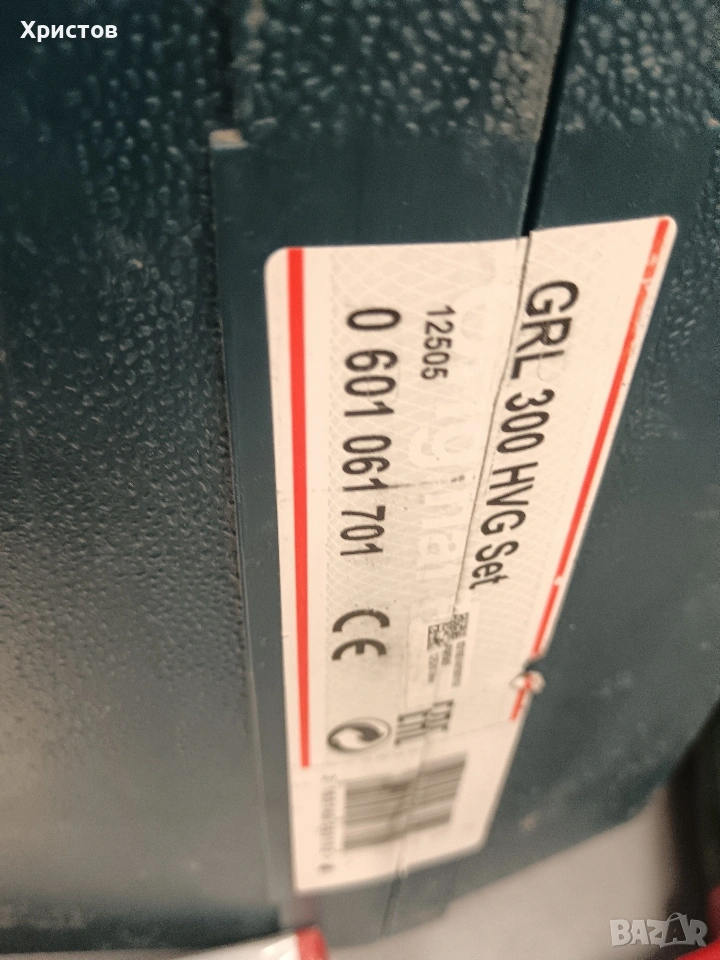 Христов
GRL 300 HVG Set
12505
0 601 061 701
CE
EAC
BAZAR